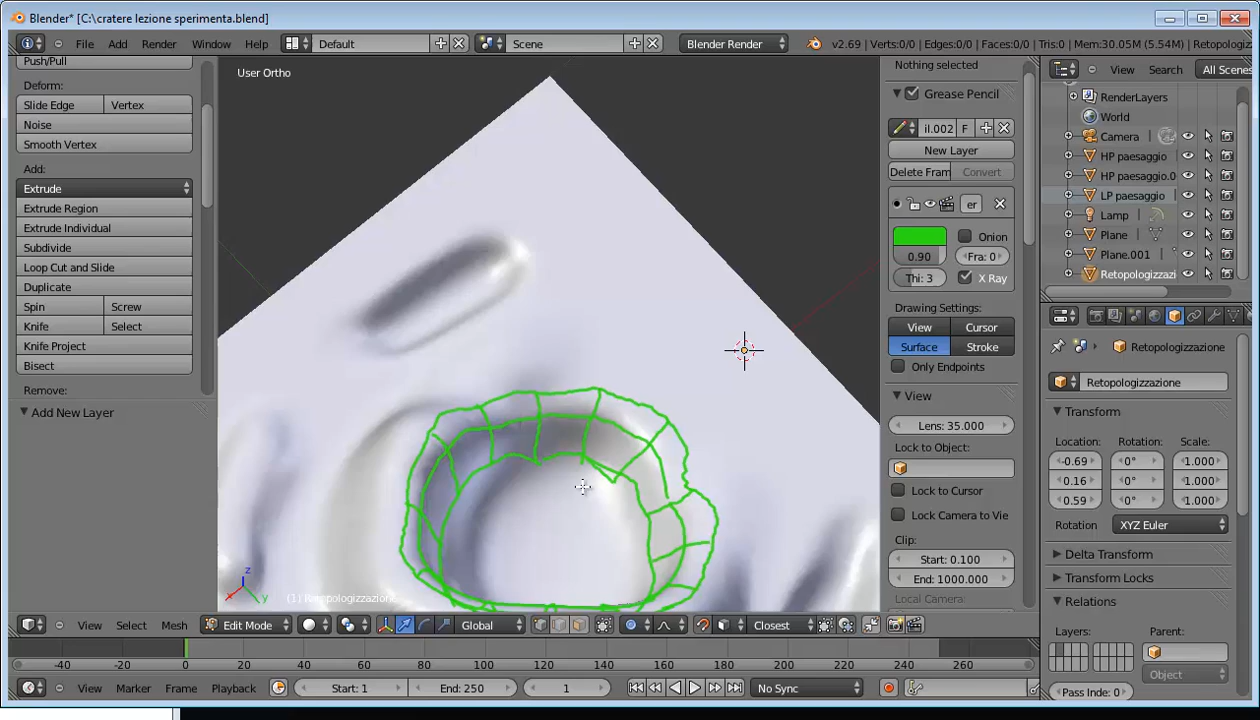 Blender* [C:\cratere lezione sperimenta.blend]
File Add Render Window Help Default Scene Blender Render v2.69 | Verts:0/0 | Edges:0/0 | Faces:0/0 | Tris:0 | Mem:30.05M (5.54M) | Retopologiz
Push/Pull
Deform:
Slide Edge Vertex
Noise
Smooth Vertex
Add:
Extrude
Extrude Region
Extrude Individual
Subdivide
Loop Cut and Slide
Duplicate
Spin Screw
Knife Select
Knife Project
Bisect
Remove:
Add New Layer
User Ortho
z
x y
(1) Retopologizzazione
Nothing selected
Grease Pencil
il.002 F
New Layer
Delete Fram Convert
er
Onion
0.90 Fra: 0
Thi: 3 X Ray
Drawing Settings:
View Cursor
Surface Stroke
Only Endpoints
View
Lens: 35.000
Lock to Object:
Lock to Cursor
Lock Camera to Vie
Clip:
Start: 0.100
End: 1000.000
Local Camera:
View Search All Scenes
RenderLayers
World
Camera
HP paesaggio
HP paesaggio.0
LP paesaggio
Lamp
Plane
Plane.001
Retopologizzazi
Retopologizzazione
Retopologizzazione
Transform
Location: Rotation: Scale:
-0.69 0° 1.000
0.16 0° 1.000
0.59 0° 1.000
Rotation XYZ Euler
Delta Transform
Transform Locks
Relations
Layers: Parent:
Pass Inde: 0
View Select Mesh Edit Mode Global Closest
-40 -20 0 20 40 60 80 100 120 140 160 180 200 220 240 260
View Marker Frame Playback Start: 1 End: 250 1 No Sync